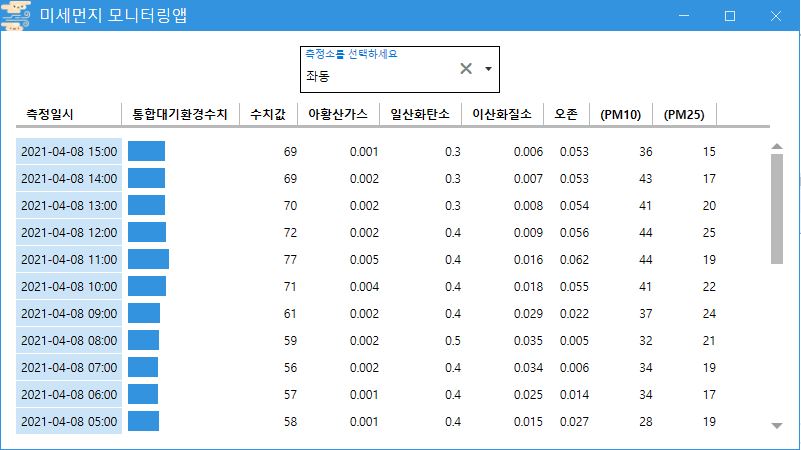 미세먼지 모니터링앱
측정소를 선택하세요
좌동
측정일시 통합대기환경수치 수치값 아황산가스 일산화탄소 이산화질소 오존 (PM10) (PM25)
2021-04-08 15:00 69 0.001 0.3 0.006 0.053 36 15
2021-04-08 14:00 69 0.002 0.3 0.007 0.053 43 17
2021-04-08 13:00 70 0.002 0.3 0.008 0.054 41 20
2021-04-08 12:00 72 0.002 0.4 0.009 0.056 44 25
2021-04-08 11:00 77 0.005 0.4 0.016 0.062 44 19
2021-04-08 10:00 71 0.004 0.4 0.018 0.055 41 22
2021-04-08 09:00 61 0.002 0.4 0.029 0.022 37 24
2021-04-08 08:00 59 0.002 0.5 0.035 0.005 32 21
2021-04-08 07:00 56 0.002 0.4 0.034 0.006 34 19
2021-04-08 06:00 57 0.001 0.4 0.025 0.014 34 17
2021-04-08 05:00 58 0.001 0.4 0.015 0.027 28 19